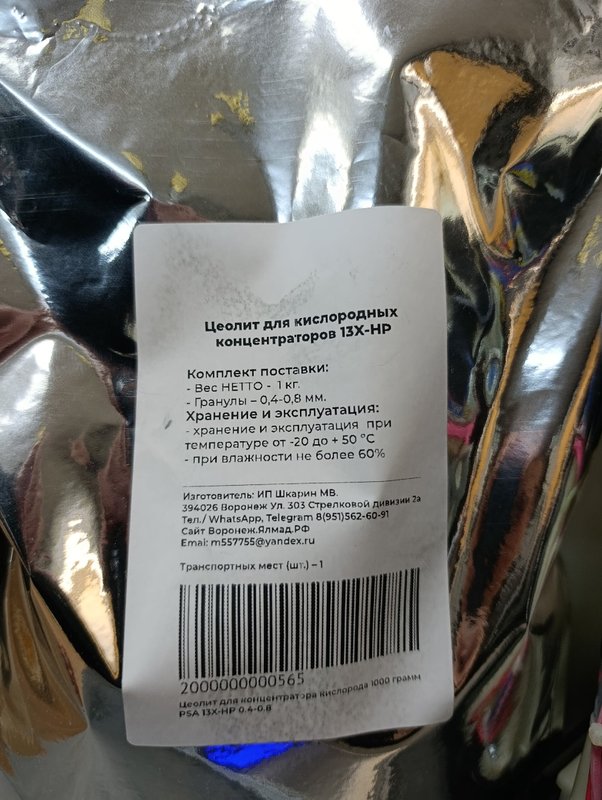 Цеолит для кислородных
концентраторов 13Х-НР
Комплект поставки:
- Вес НЕТТО - 1 кг.
- Гранулы – 0,4-0,8 мм.
Хранение и эксплуатация:
- хранение и эксплуатация при
температуре от -20 до + 50 °С
- при влажности не более 60%
Изготовитель: ИП Шкарин МВ.
394026 Воронеж Ул. 303 Стрелковой дивизии 2а
Тел./ WhatsApp, Telegram 8(951)562-60-91
Сайт Воронеж.Ялмад.РФ
Emai: m557755@yandex.ru
Транспортных мест (шт.) – 1
2000000000565
Цеолит для концентратора кислорода 1000 грамм
PSA 13X-HP 0.4-0.8